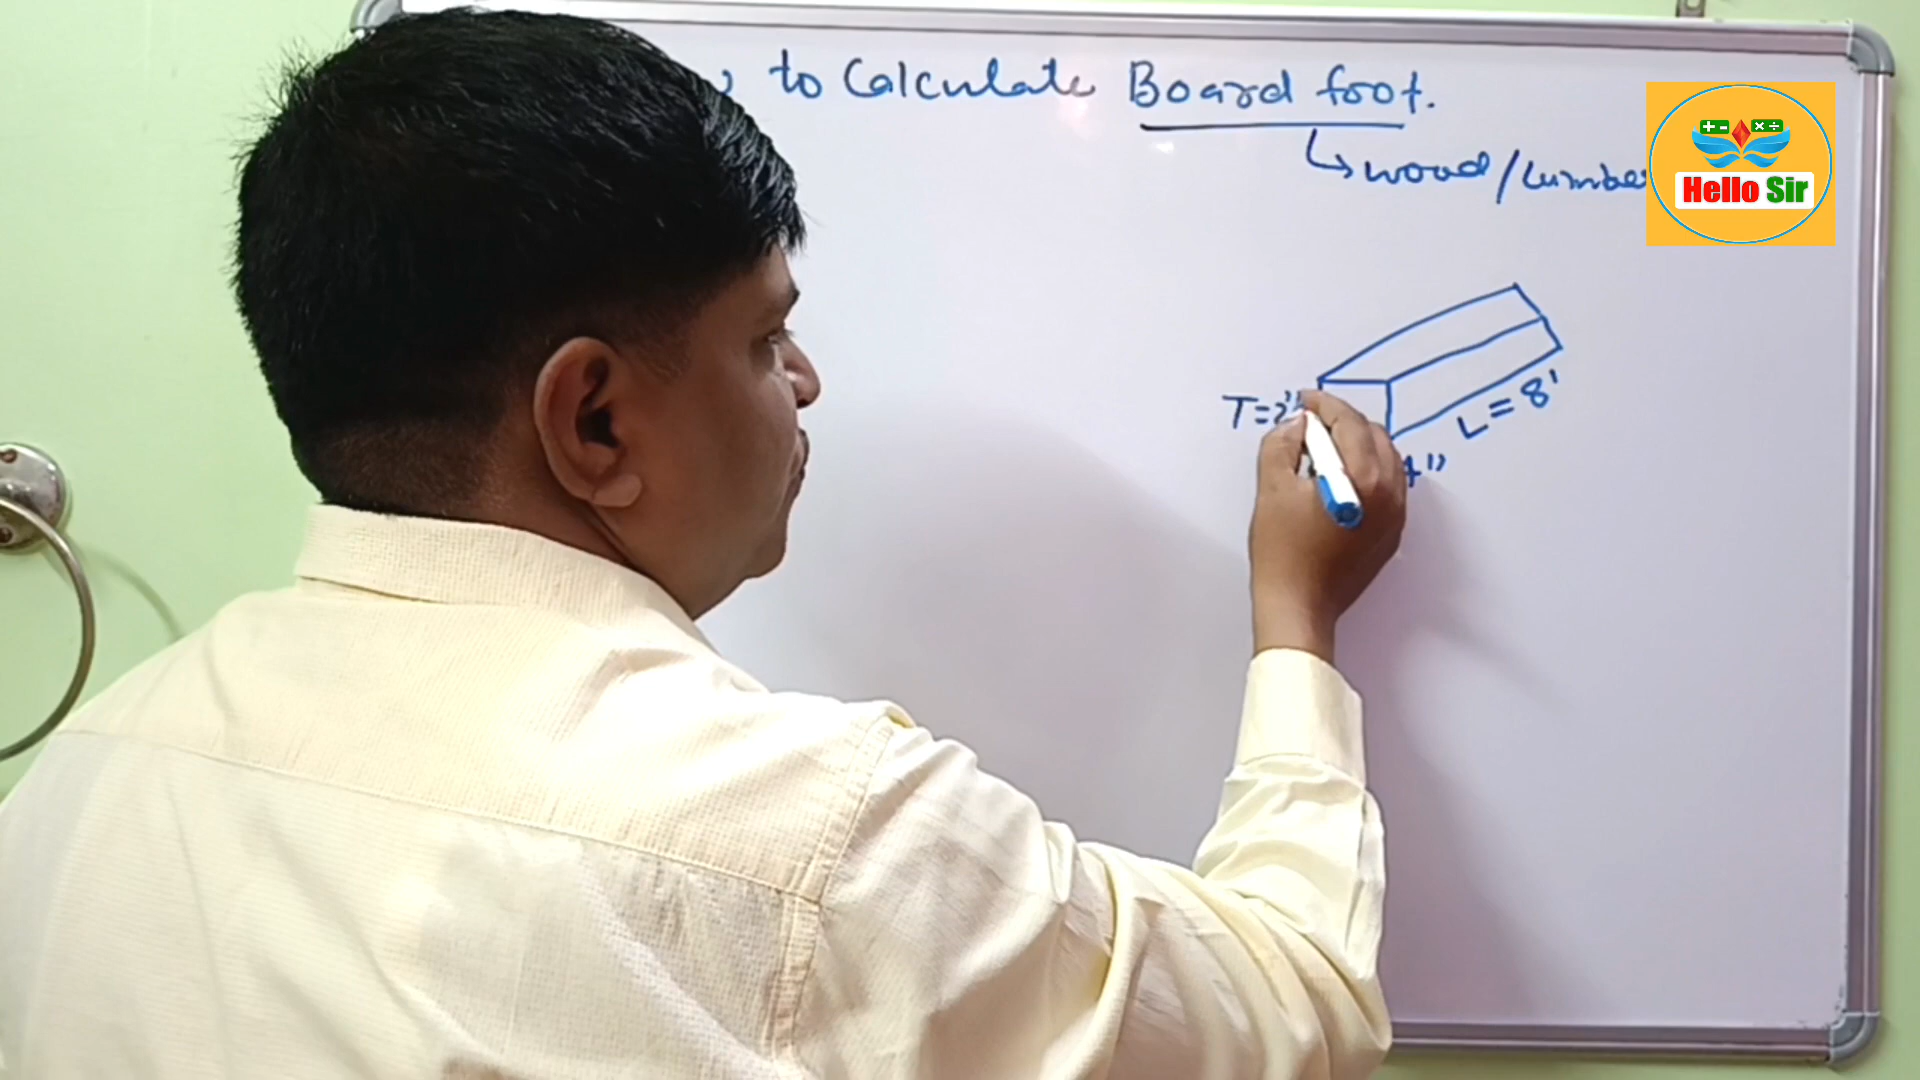 to Calculate Board foot.
wood/Lumber
+ - × ÷
Hello Sir
T=2"
L = 8'
4"